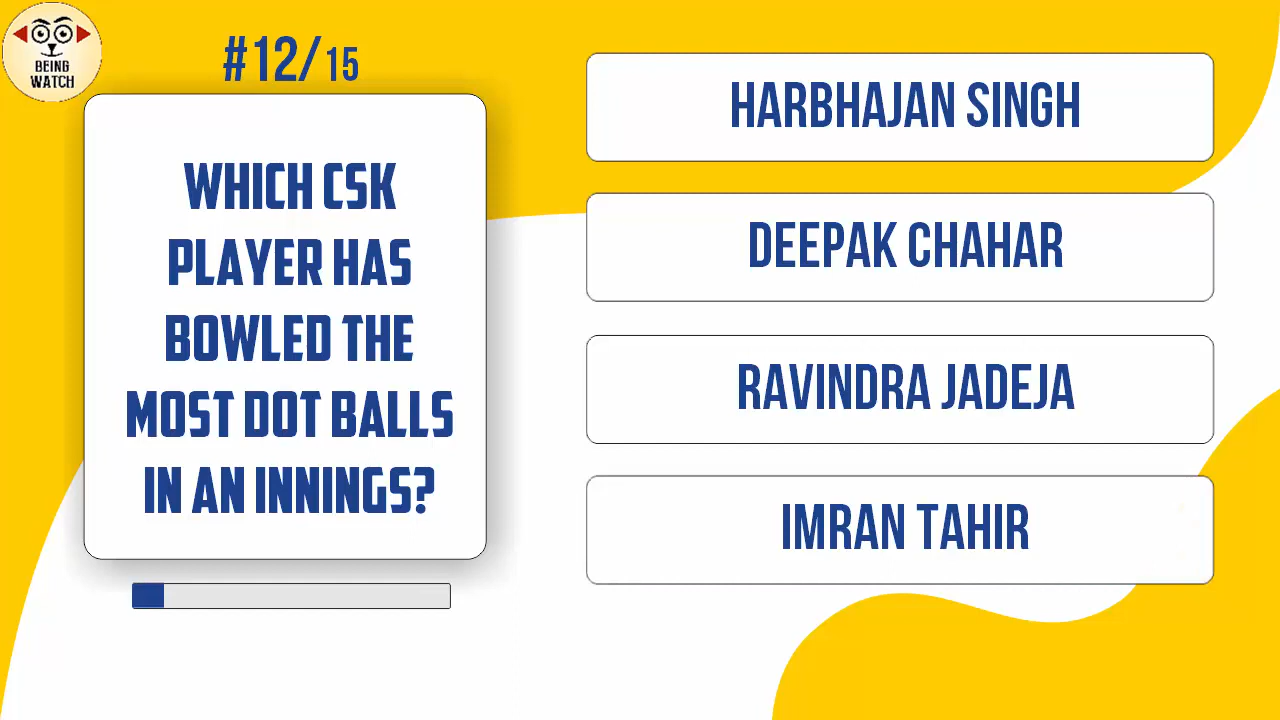 BEING
WATCH
#12/15
WHICH CSK
PLAYER HAS
BOWLED THE
MOST DOT BALLS
IN AN INNINGS?
HARBHAJAN SINGH
DEEPAK CHAHAR
RAVINDRA JADEJA
IMRAN TAHIR